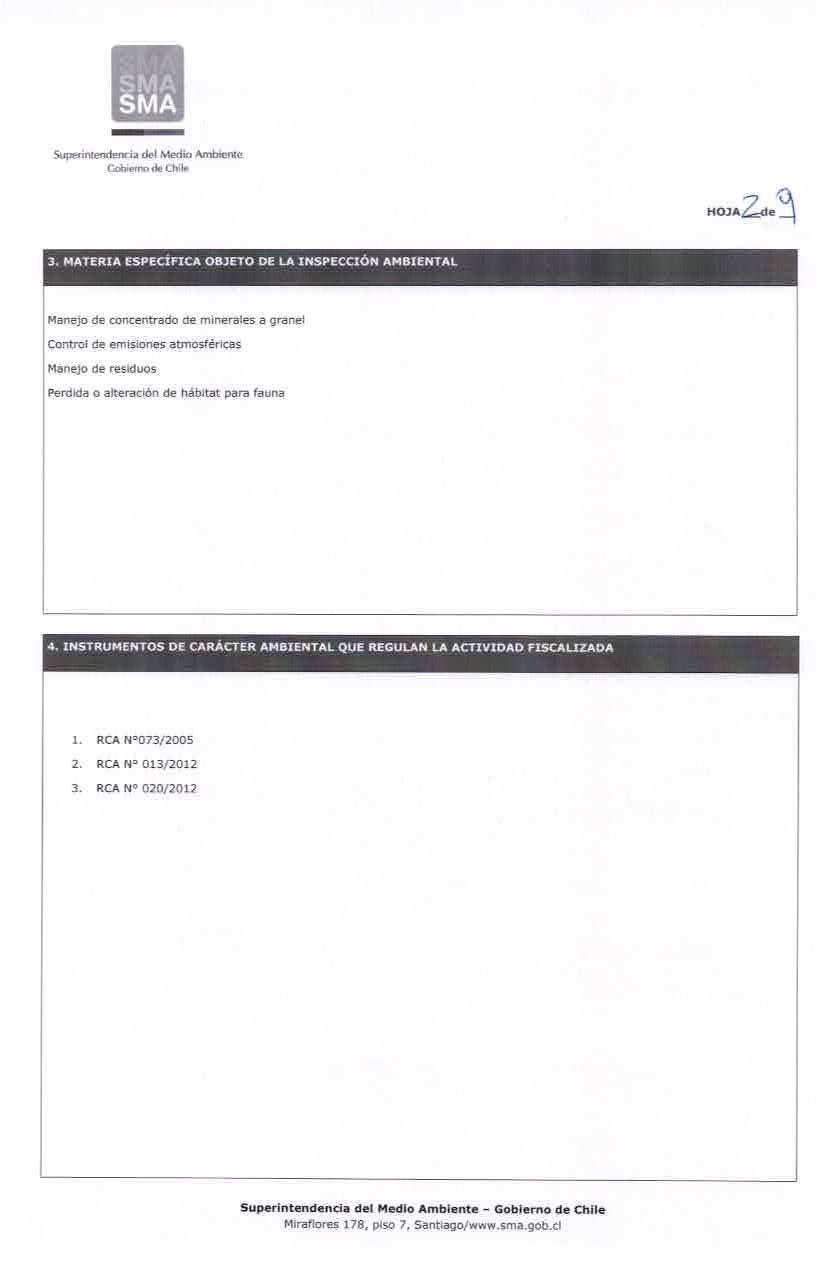 SMA
SMA
SMA
Superintendencia del Medio Ambiente
Gobierno de Chile
HOJA 2 de 9
3. MATERIA ESPECÍFICA OBJETO DE LA INSPECCIÓN AMBIENTAL
Manejo de concentrado de minerales a granel
Control de emisiones atmosféricas
Manejo de residuos
Perdida o alteración de hábitat para fauna
4. INSTRUMENTOS DE CARÁCTER AMBIENTAL QUE REGULAN LA ACTIVIDAD FISCALIZADA
1. RCA Nº073/2005
2. RCA Nº 013/2012
3. RCA Nº 020/2012
Superintendencia del Medio Ambiente – Gobierno de Chile
Miraflores 178, piso 7, Santiago/www.sma.gob.cl